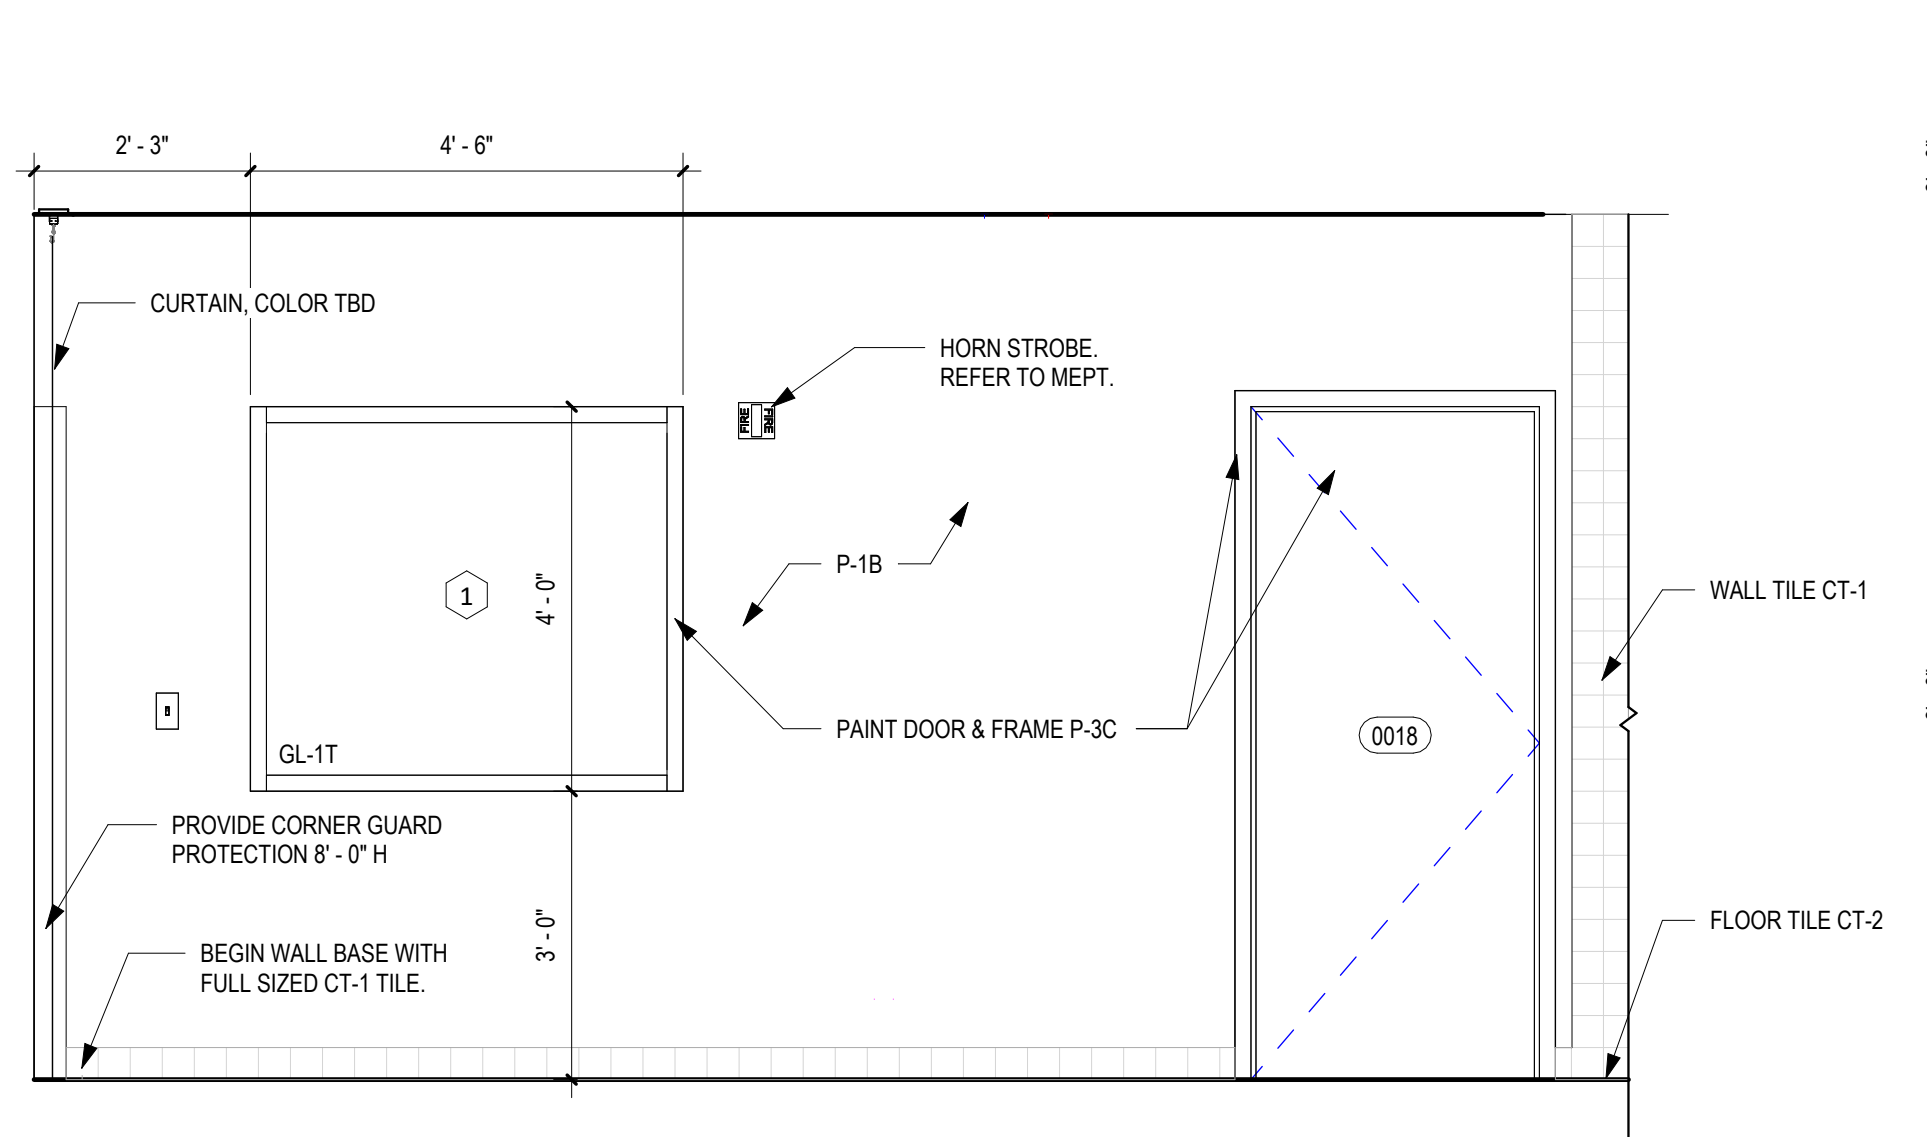 2' - 3"
4' - 6"
CURTAIN, COLOR TBD
HORN STROBE.
REFER TO MEPT.
FIRE
FIRE
P-1B
1
4' - 0"
WALL TILE CT-1
PAINT DOOR & FRAME P-3C
0018
GL-1T
PROVIDE CORNER GUARD
PROTECTION 8' - 0" H
3' - 0"
FLOOR TILE CT-2
BEGIN WALL BASE WITH
FULL SIZED CT-1 TILE.